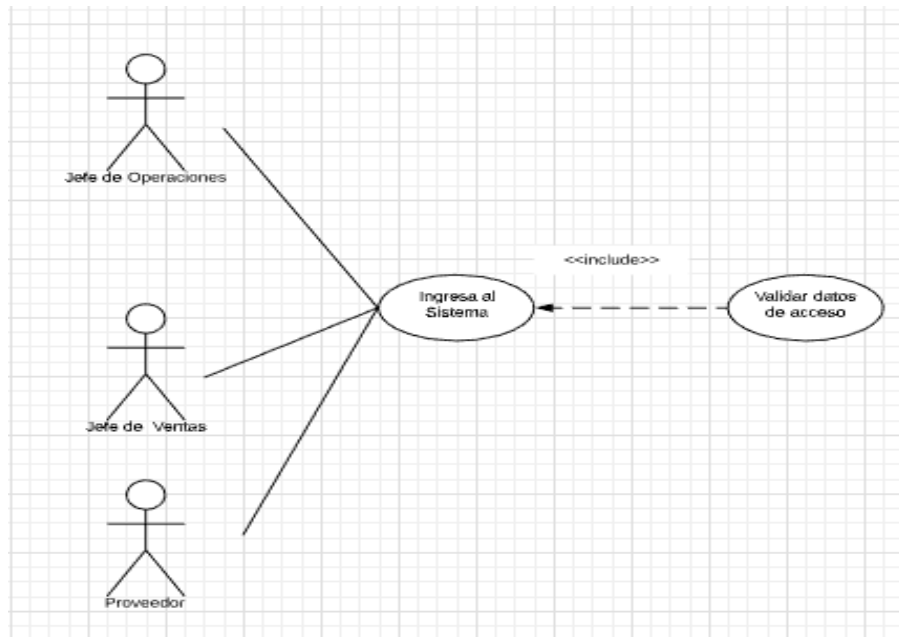 Jefe de Operaciones
<<include>>
Ingresa al
Sistema
Validar datos
de acceso
Jefe de Ventas
Proveedor